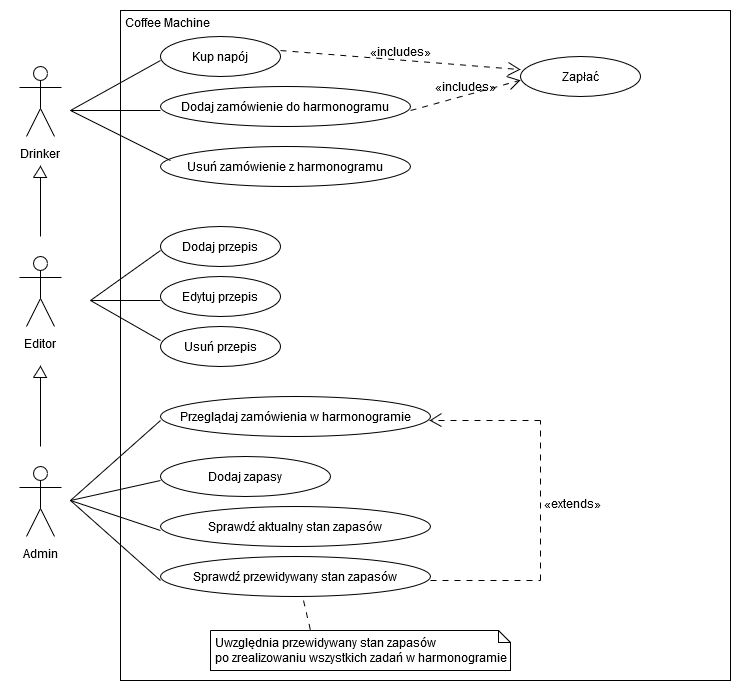 Coffee Machine
Kup napój
«includes»
Zapłać
«includes»
Dodaj zamówienie do harmonogramu
Drinker
Usuń zamówienie z harmonogramu
Dodaj przepis
Edytuj przepis
Editor
Usuń przepis
Przeglądaj zamówienia w harmonogramie
Dodaj zapasy
«extends»
Sprawdź aktualny stan zapasów
Admin
Sprawdź przewidywany stan zapasów
Uwzględnia przewidywany stan zapasów
po zrealizowaniu wszystkich zadań w harmonogramie